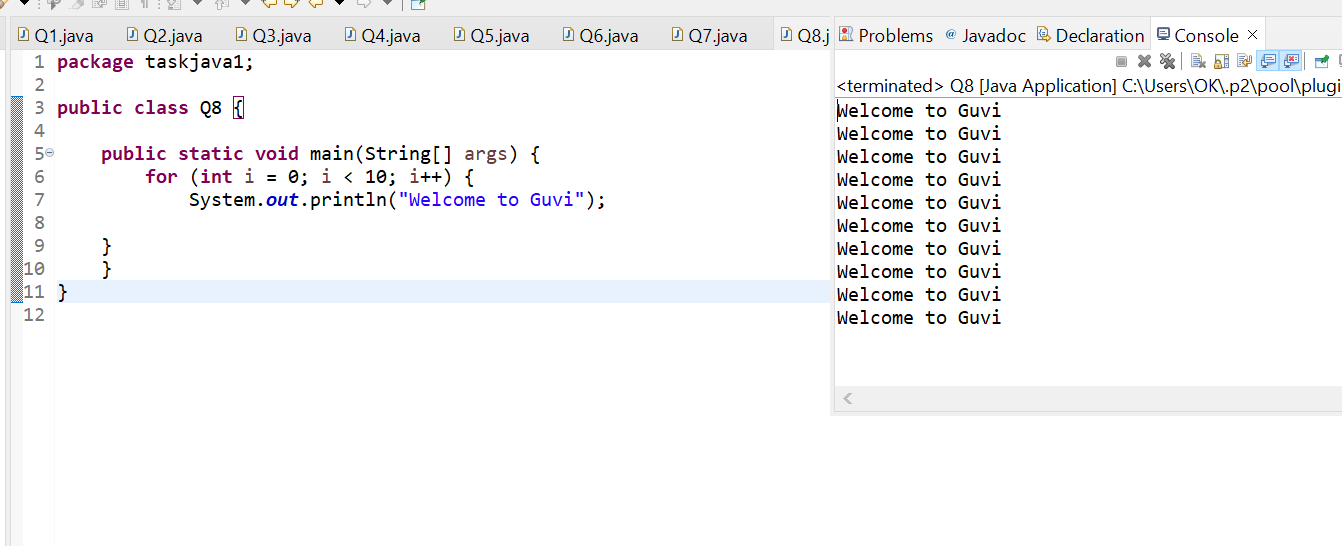 Q1.java Q2.java Q3.java Q4.java Q5.java Q6.java Q7.java Q8.j
1 package taskjava1;
2
3 public class Q8 {
4
5 public static void main(String[] args) {
6 for (int i = 0; i < 10; i++) {
7 System.out.println("Welcome to Guvi");
8
9 }
10 }
11 }
12
Problems @ Javadoc Declaration Console
<terminated> Q8 [Java Application] C:\Users\OK\.p2\pool\plugi
Welcome to Guvi
Welcome to Guvi
Welcome to Guvi
Welcome to Guvi
Welcome to Guvi
Welcome to Guvi
Welcome to Guvi
Welcome to Guvi
Welcome to Guvi
Welcome to Guvi